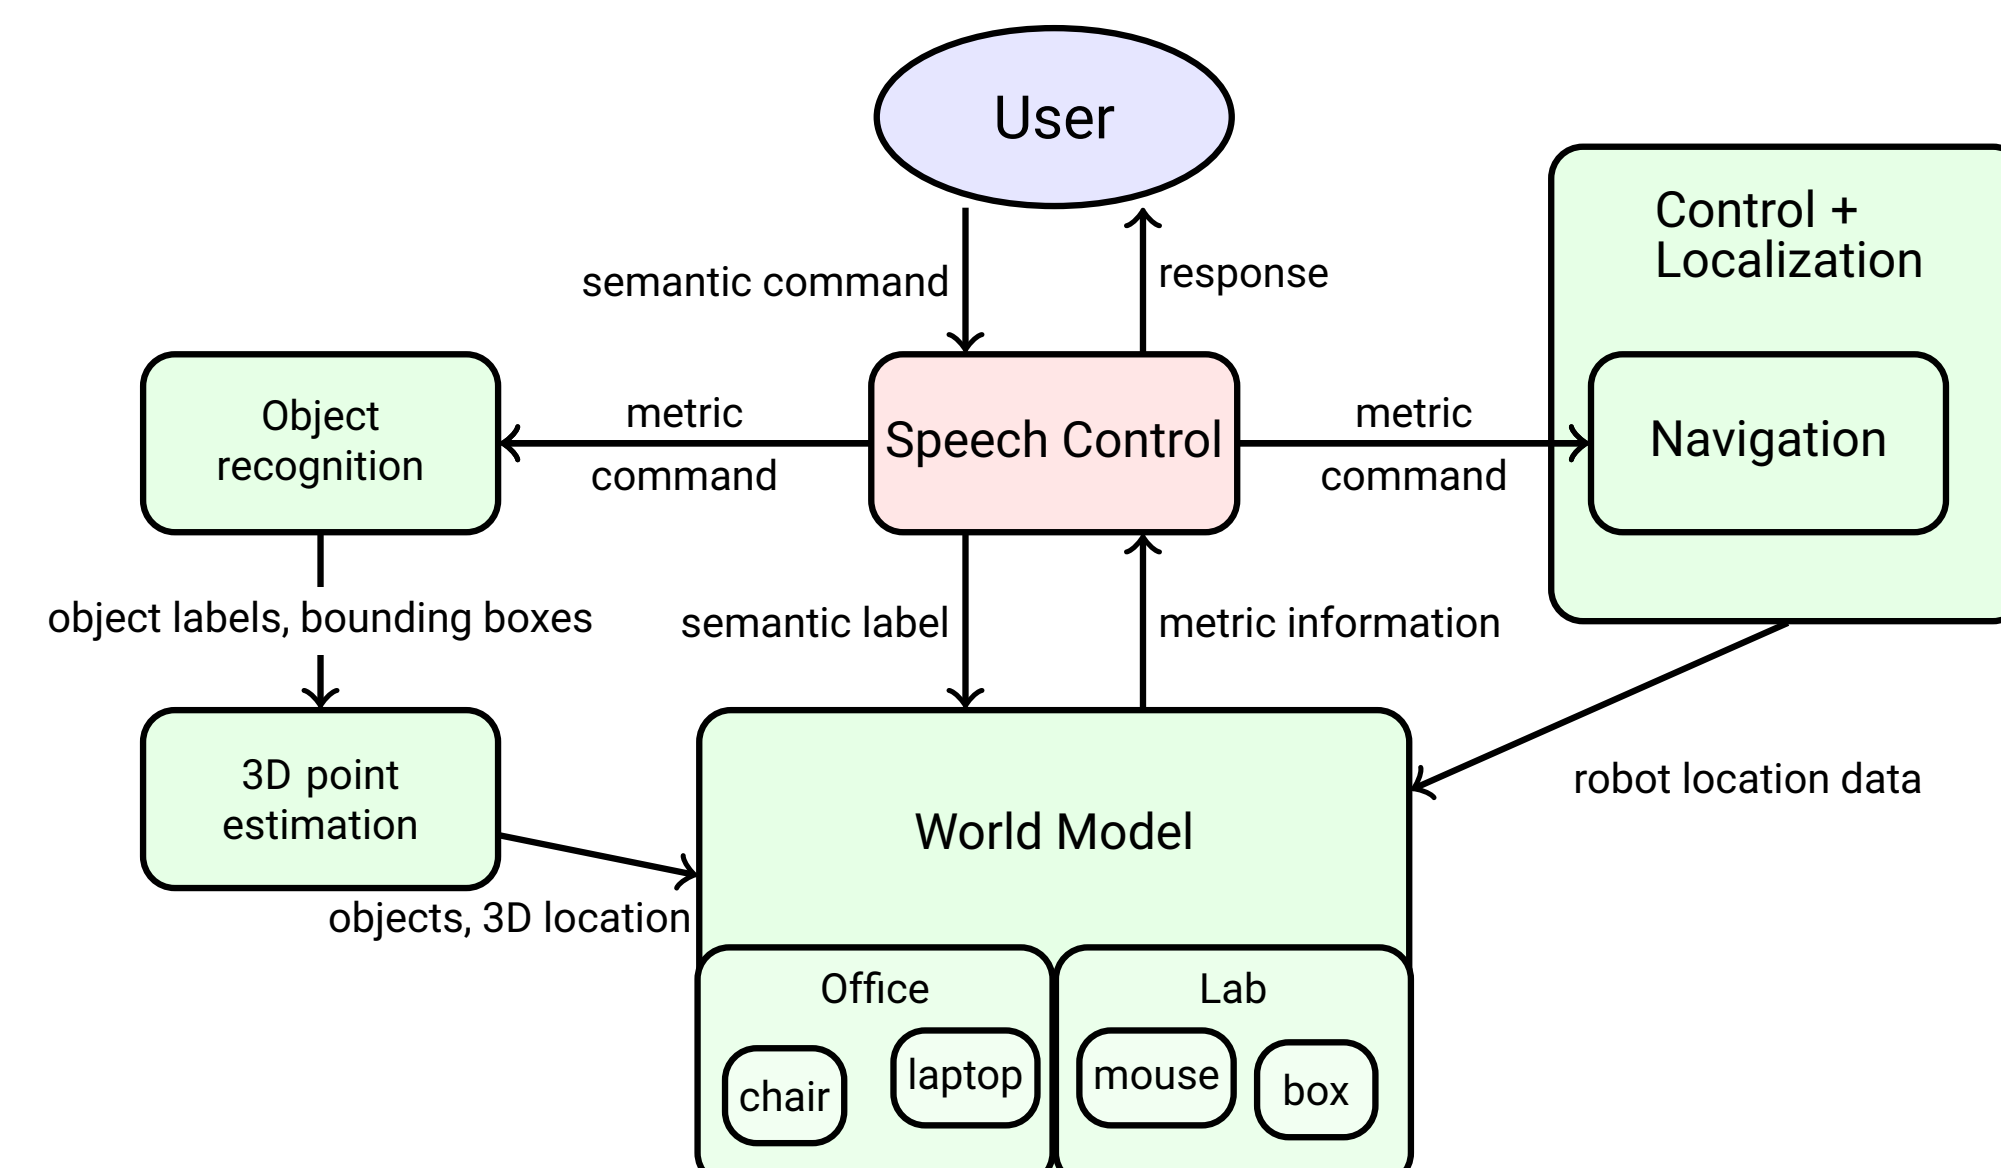 User
Control +
Localization
semantic command
response
Object
recognition
metric
command
Speech Control
metric
command
Navigation
object labels, bounding boxes
semantic label
metric information
3D point
estimation
World Model
robot location data
objects, 3D location
Office
Lab
chair
laptop
mouse
box